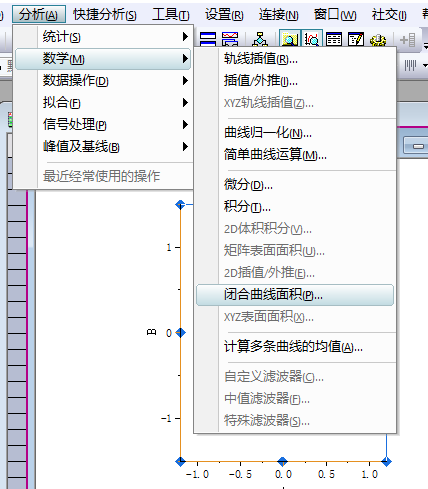 分析(A) 快捷分析(S) 工具(T) 设置(R) 连接(N) 窗口(W) 社交(I)
统计(S)
数学(M)
数据操作(D)
拟合(F)
信号处理(P)
峰值及基线(B)
最近经常使用的操作
轨线插值(R)...
插值/外推(I)...
XYZ轨线插值(Z)...
曲线归一化(N)...
简单曲线运算(M)...
微分(D)...
积分(T)...
2D体积积分(V)...
矩阵表面面积(U)...
2D插值/外推(E)...
闭合曲线面积(P)...
XYZ表面面积(X)...
计算多条曲线的均值(A)...
自定义滤波器(C)...
中值滤波器(F)...
特殊滤波器(S)...
1
B
0
-1
-1.0 -0.5 0.0 0.5 1.0